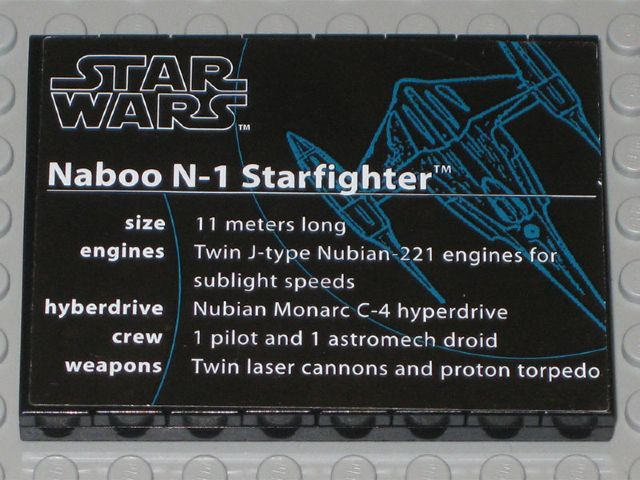 STAR
WARS™
Naboo N-1 Starfighter™
size 11 meters long
engines Twin J-type Nubian-221 engines for
sublight speeds
hyberdrive Nubian Monarc C-4 hyperdrive
crew 1 pilot and 1 astromech droid
weapons Twin laser cannons and proton torpedo